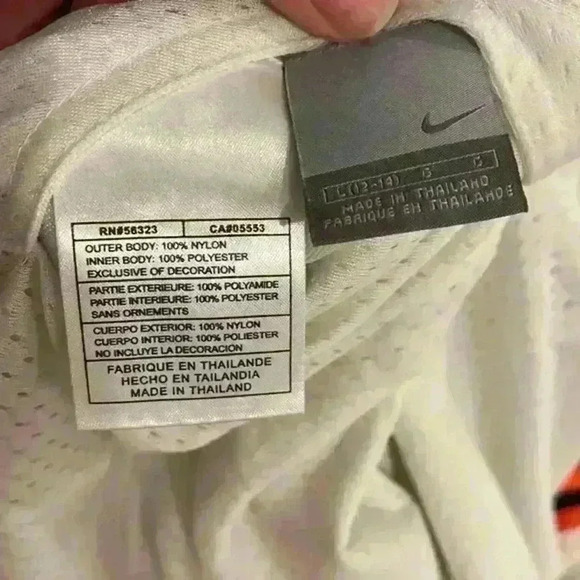 L(12-14) G G
MADE IN THAILAND
FABRIQUE EN THAILANDE
RN#56323 CA#05553
OUTER BODY: 100% NYLON
INNER BODY: 100% POLYESTER
EXCLUSIVE OF DECORATION
PARTIE EXTERIEURE: 100% POLYAMIDE
PARTIE INTERIEURE: 100% POLYESTER
SANS ORNEMENTS
CUERPO EXTERIOR: 100% NYLON
CUERPO INTERIOR: 100% POLIESTER
NO INCLUYE LA DECORACION
FABRIQUE EN THAILANDE
HECHO EN TAILANDIA
MADE IN THAILAND